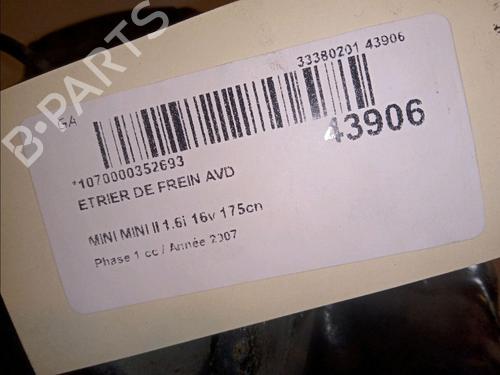 B-PARTS
GA
33380201 43906
43906
*1070000352693
ETRIER DE FREIN AVD
MINI MINI II 1.6i 16v 175cn
Phase 1 cc / Année 2007